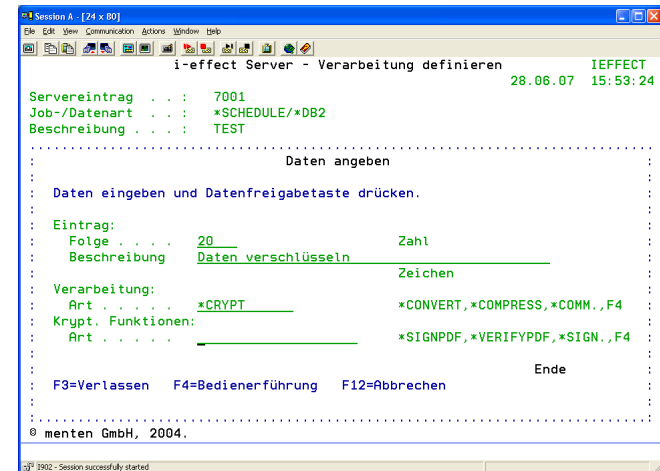 Session A - [24 x 80]
File Edit View Communication Actions Window Help
i-effect Server - Verarbeitung definieren IEFFECT
28.06.07 15:53:24
Servereintrag . . : 7001
Job-/Datenart . . : *SCHEDULE/*DB2
Beschreibung . . . : TEST
Daten angeben
Daten eingeben und Datenfreigabetaste drücken.
Eintrag:
Folge . . . . 20 Zahl
Beschreibung Daten verschlüsseln
Zeichen
Verarbeitung:
Art . . . . . *CRYPT *CONVERT,*COMPRESS,*COMM.,F4
Krypt. Funktionen:
Art . . . . . *SIGNPDF,*VERIFYPDF,*SIGN.,F4
Ende
F3=Verlassen F4=Bedienerführung F12=Abbrechen
© menten GmbH, 2004.
I902 - Session successfully started